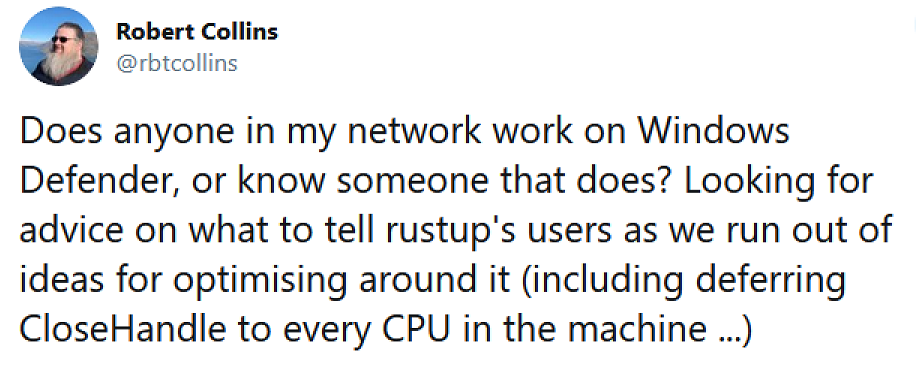 Robert Collins
@rbtcollins
Does anyone in my network work on Windows
Defender, or know someone that does? Looking for
advice on what to tell rustup's users as we run out of
ideas for optimising around it (including deferring
CloseHandle to every CPU in the machine ...)